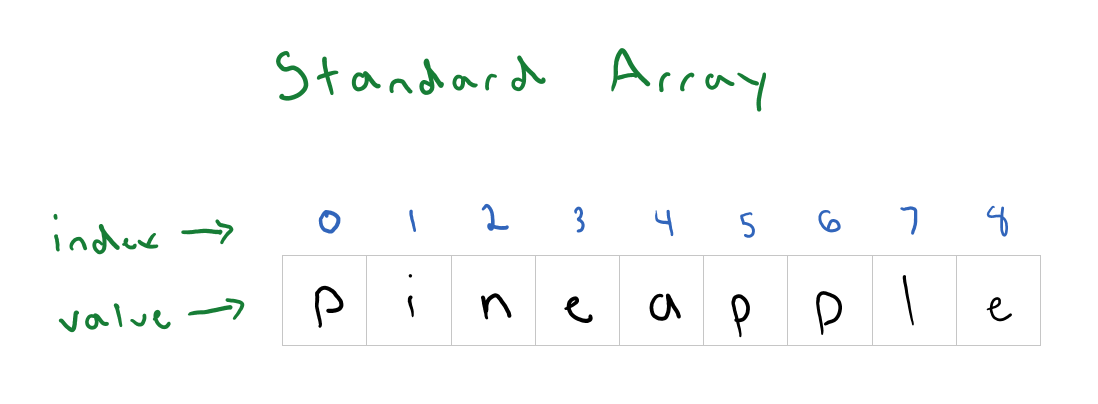 Standard Array
index → 0 1 2 3 4 5 6 7 8
value → p i n e a p p l e